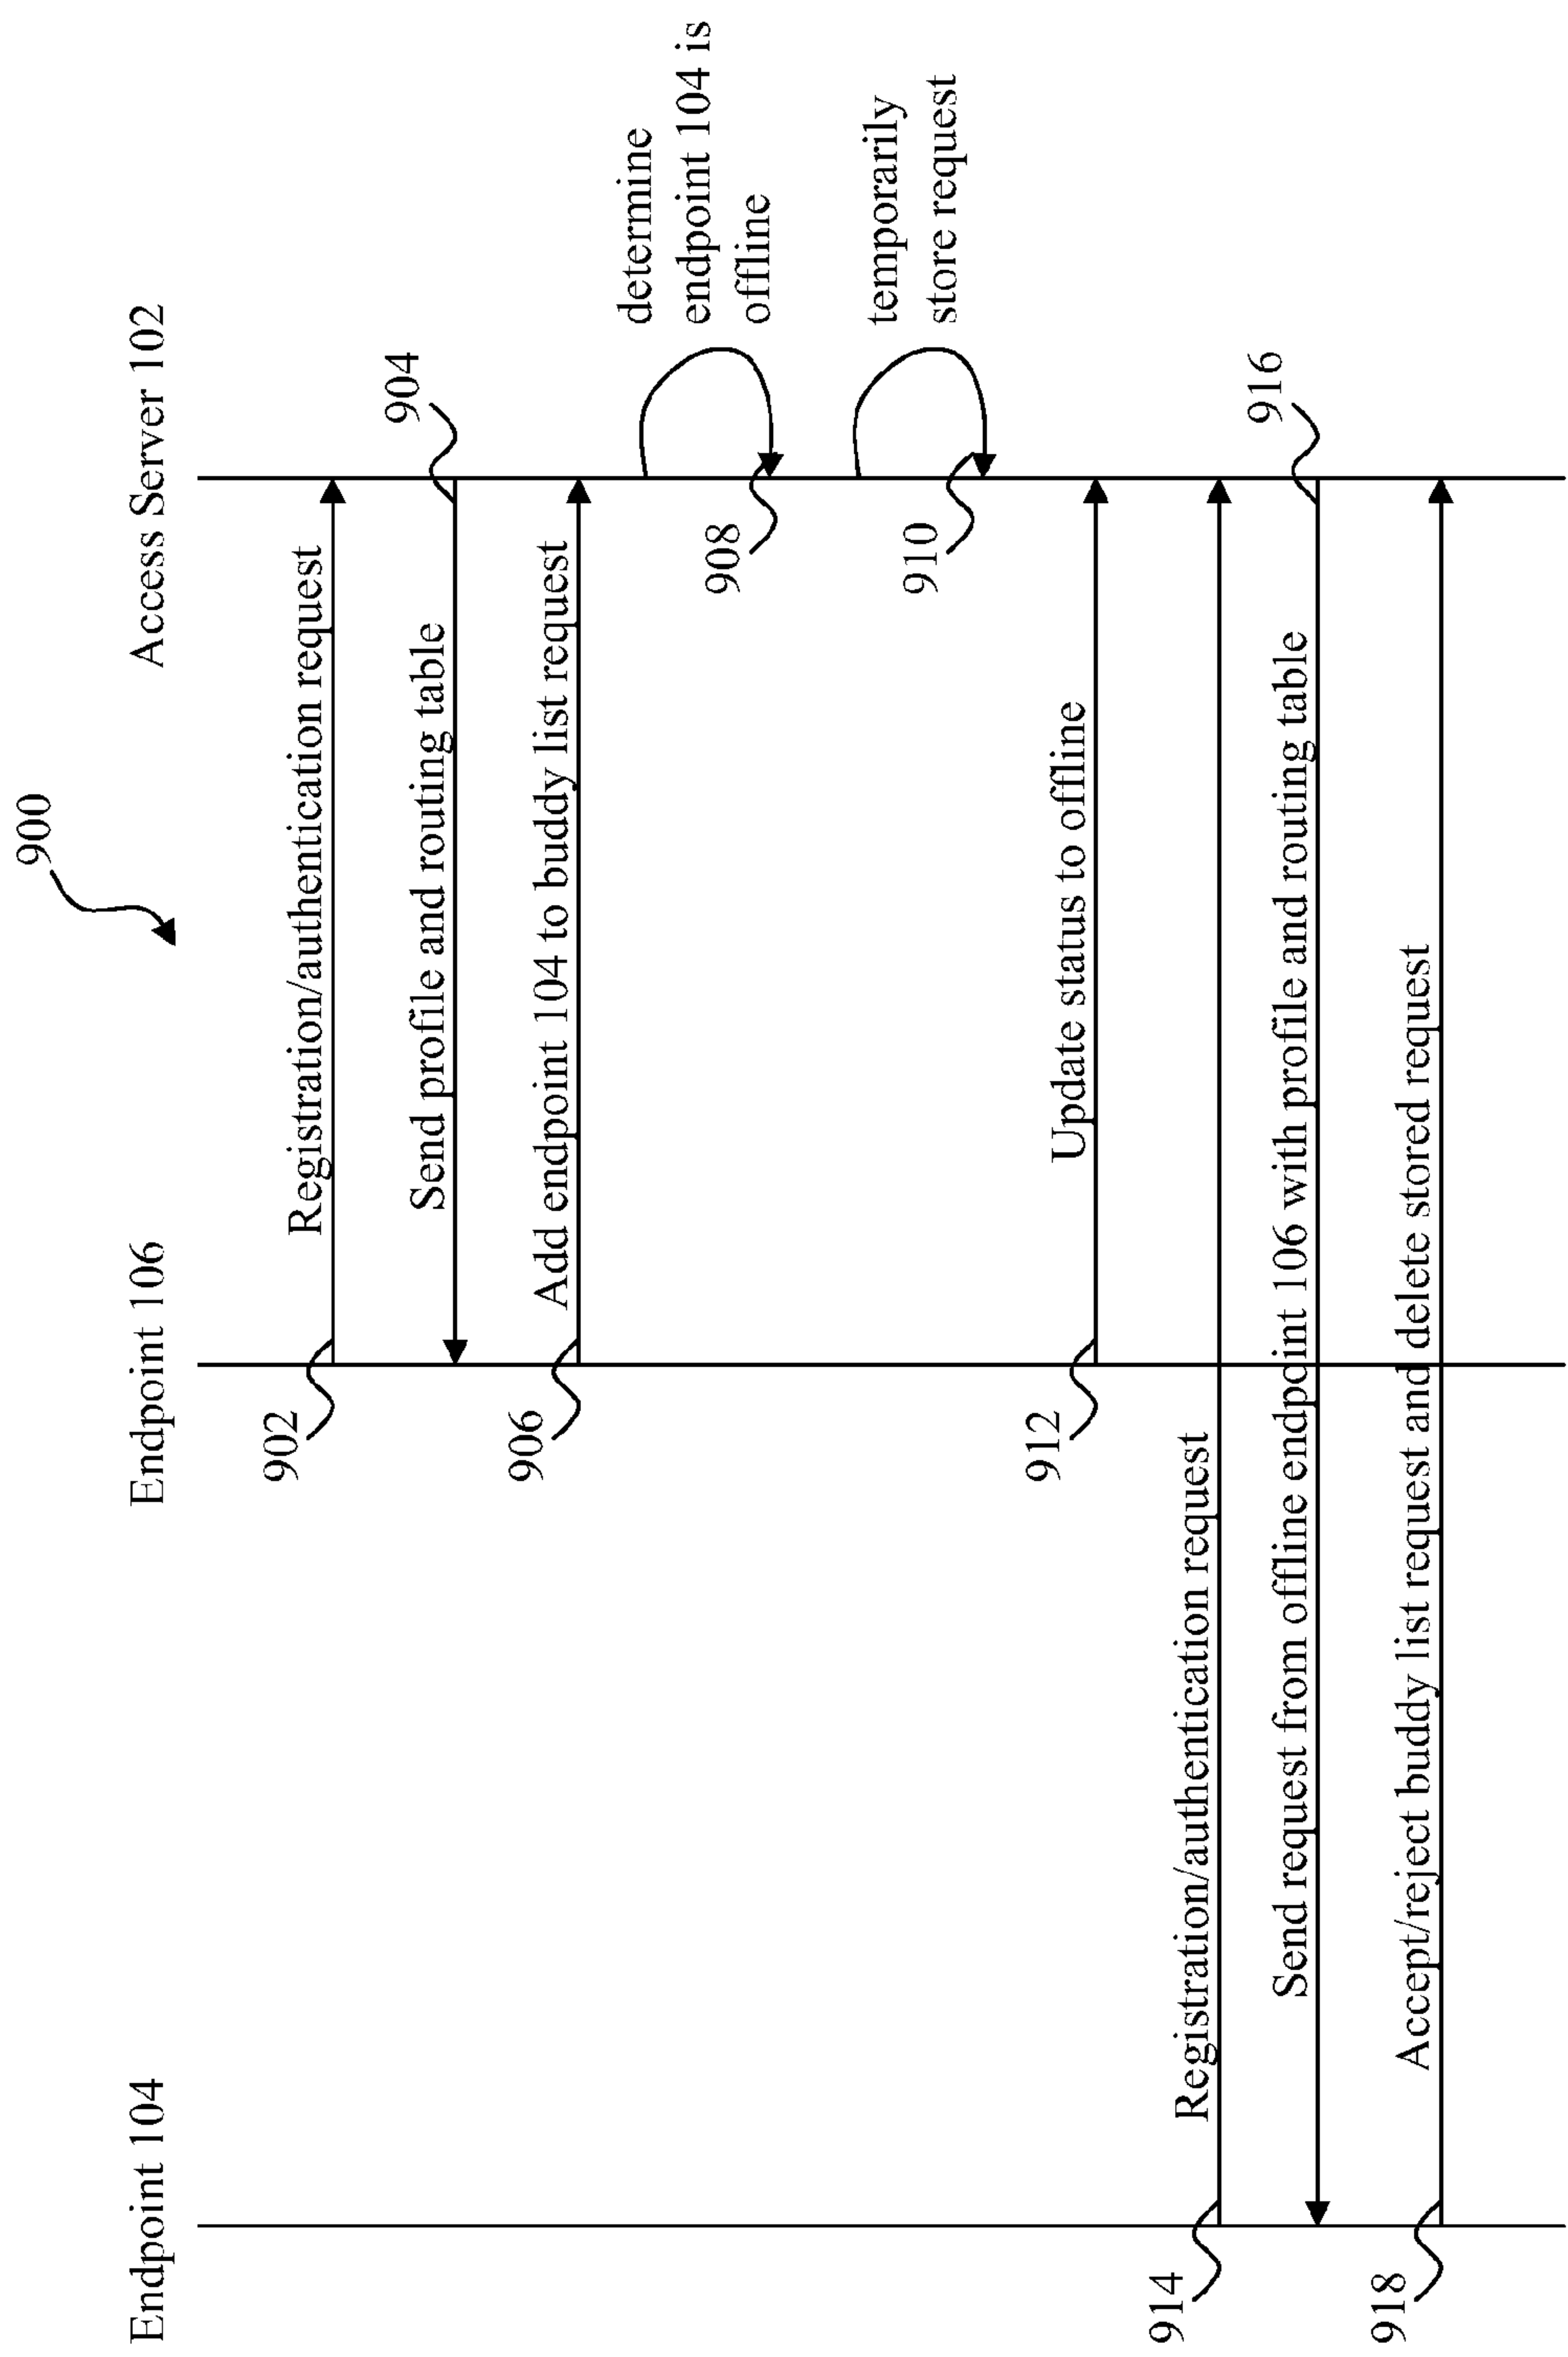 900
Endpoint 104
Endpoint 106
Access Server 102
902
Registration/authentication request
904
Send profile and routing table
906
Add endpoint 104 to buddy list request
determine
endpoint 104 is
offline
908
temporarily
store request
910
912
Update status to offline
914
Registration/authentication request
916
Send request from offline endpoint 106 with profile and routing table
918
Accept/reject buddy list request and delete stored request